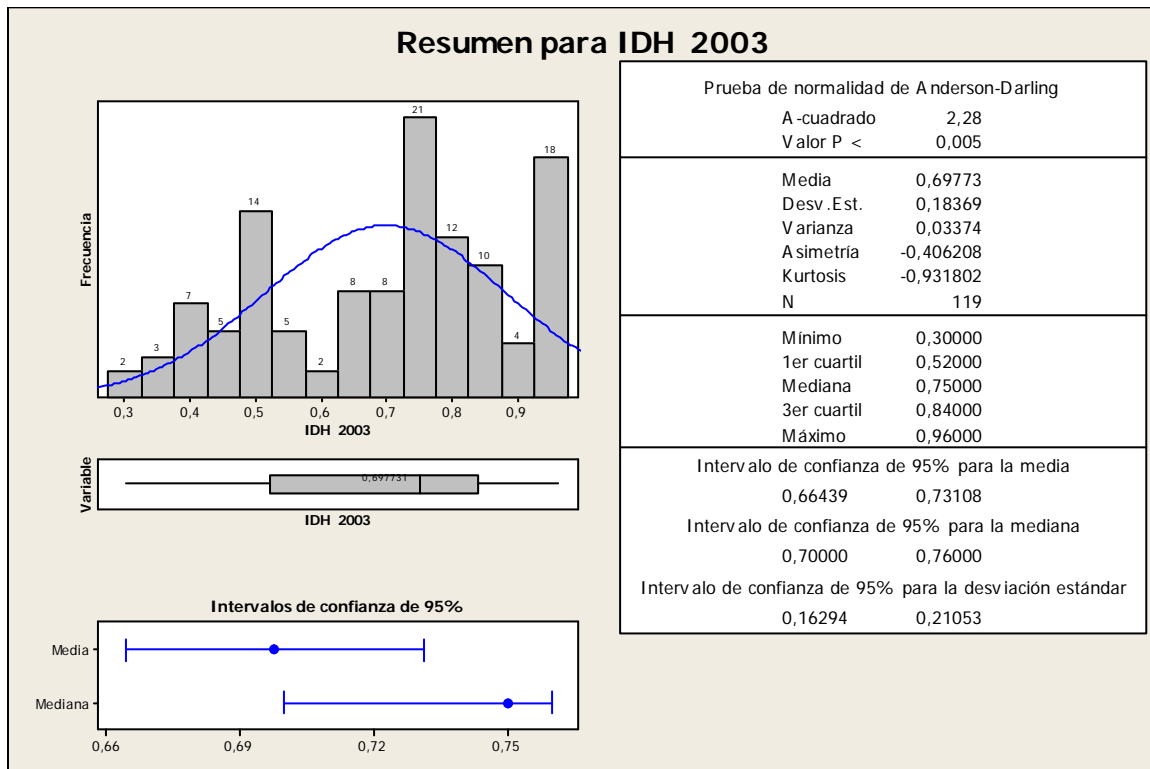 Resumen para IDH 2003
Frecuencia
2
3
7
5
14
5
2
8
8
21
12
10
4
18
0,3 0,4 0,5 0,6 0,7 0,8 0,9
IDH 2003
Variable
0,697731
IDH 2003
Intervalos de confianza de 95%
Media
Mediana
0,66 0,69 0,72 0,75
Prueba de normalidad de Anderson-Darling
A-cuadrado 2,28
Valor P < 0,005
Media 0,69773
Desv.Est. 0,18369
Varianza 0,03374
Asimetría -0,406208
Kurtosis -0,931802
N 119
Mínimo 0,30000
1er cuartil 0,52000
Mediana 0,75000
3er cuartil 0,84000
Máximo 0,96000
Intervalo de confianza de 95% para la media
0,66439 0,73108
Intervalo de confianza de 95% para la mediana
0,70000 0,76000
Intervalo de confianza de 95% para la desviación estándar
0,16294 0,21053